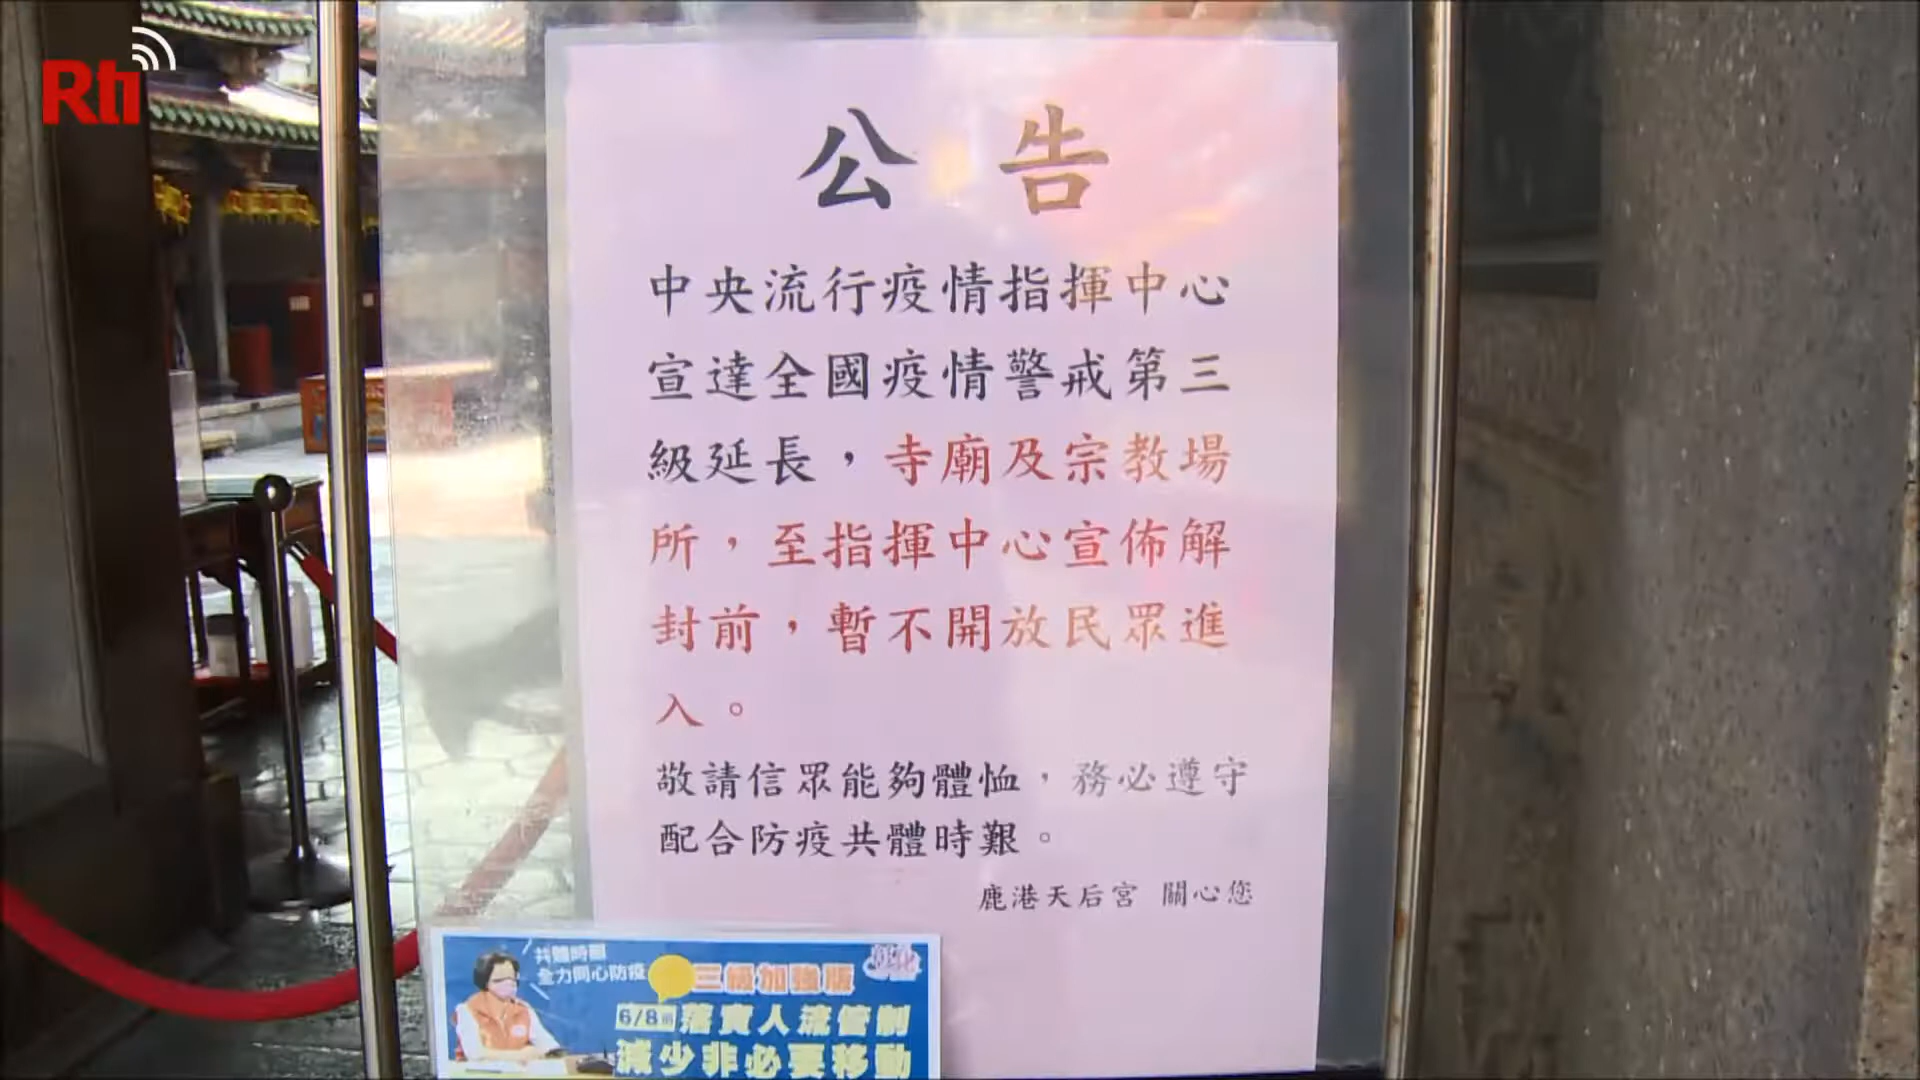 Rti
公告
中央流行疫情指揮中心
宣達全國疫情警戒第三
級延長，寺廟及宗教場
所，至指揮中心宣佈解
封前，暫不開放民眾進
入。
敬請信眾能夠體恤，務必遵守
配合防疫共體時艱。
鹿港天后宮 關心您
共體時艱
全力同心防疫
三級加強版
6/8前落實人流管制
減少非必要移動